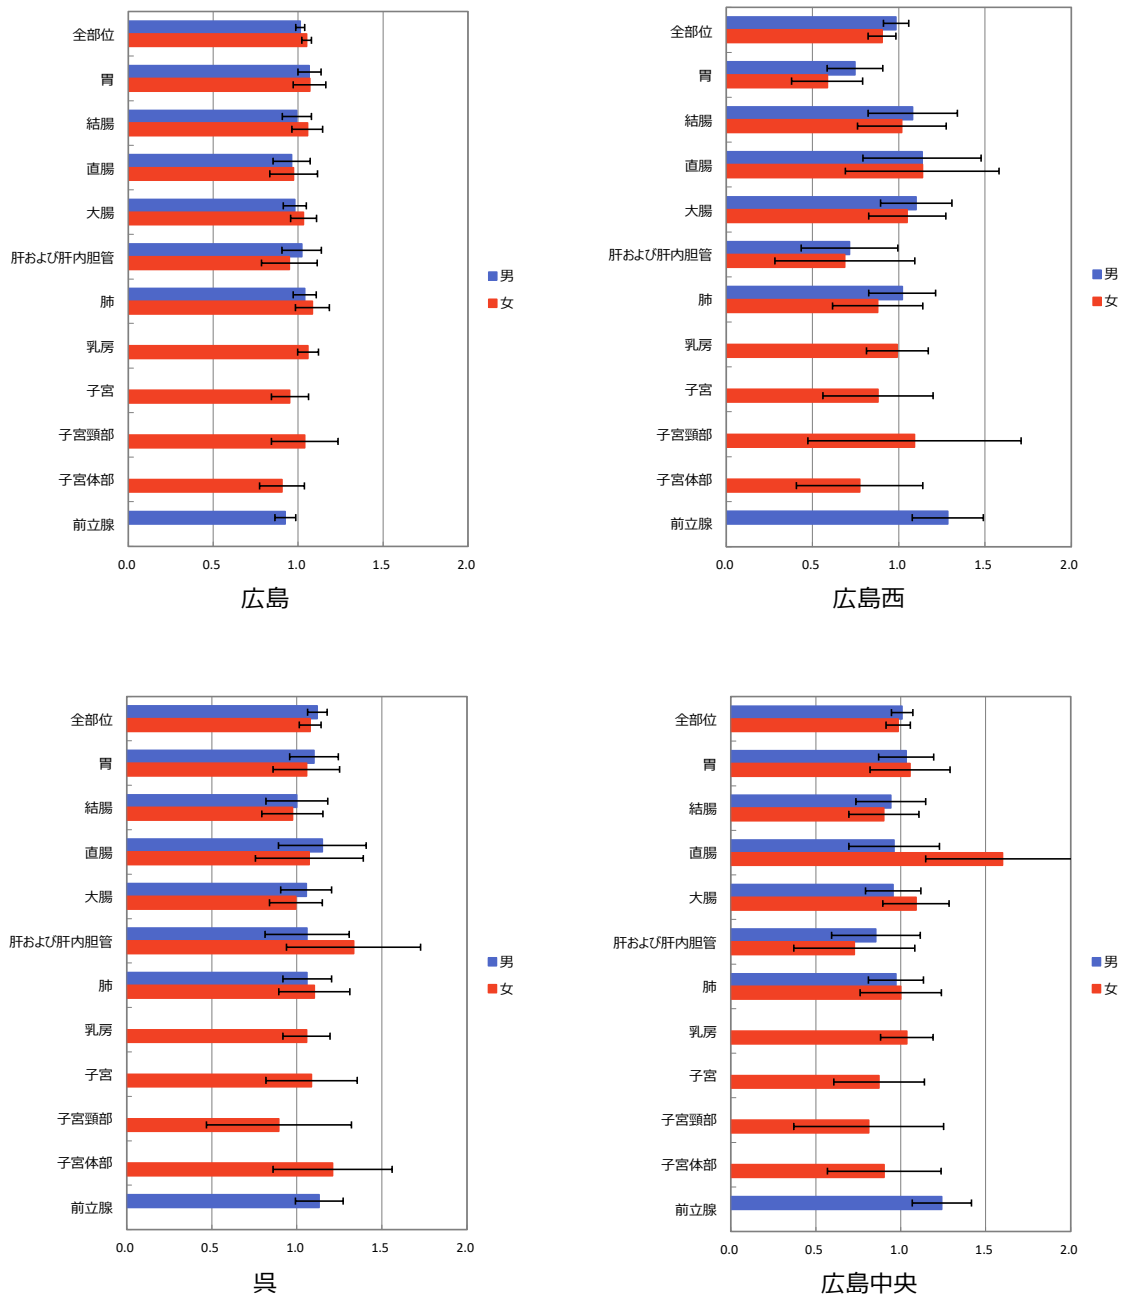 全部位
胃
結腸
直腸
大腸
肝および肝内胆管
肺
乳房
子宮
子宮頸部
子宮体部
前立腺
0.0 0.5 1.0 1.5 2.0
男
女
広島
全部位
胃
結腸
直腸
大腸
肝および肝内胆管
肺
乳房
子宮
子宮頸部
子宮体部
前立腺
0.0 0.5 1.0 1.5 2.0
男
女
広島西
全部位
胃
結腸
直腸
大腸
肝および肝内胆管
肺
乳房
子宮
子宮頸部
子宮体部
前立腺
0.0 0.5 1.0 1.5 2.0
男
女
呉
全部位
胃
結腸
直腸
大腸
肝および肝内胆管
肺
乳房
子宮
子宮頸部
子宮体部
前立腺
0.0 0.5 1.0 1.5 2.0
男
女
広島中央